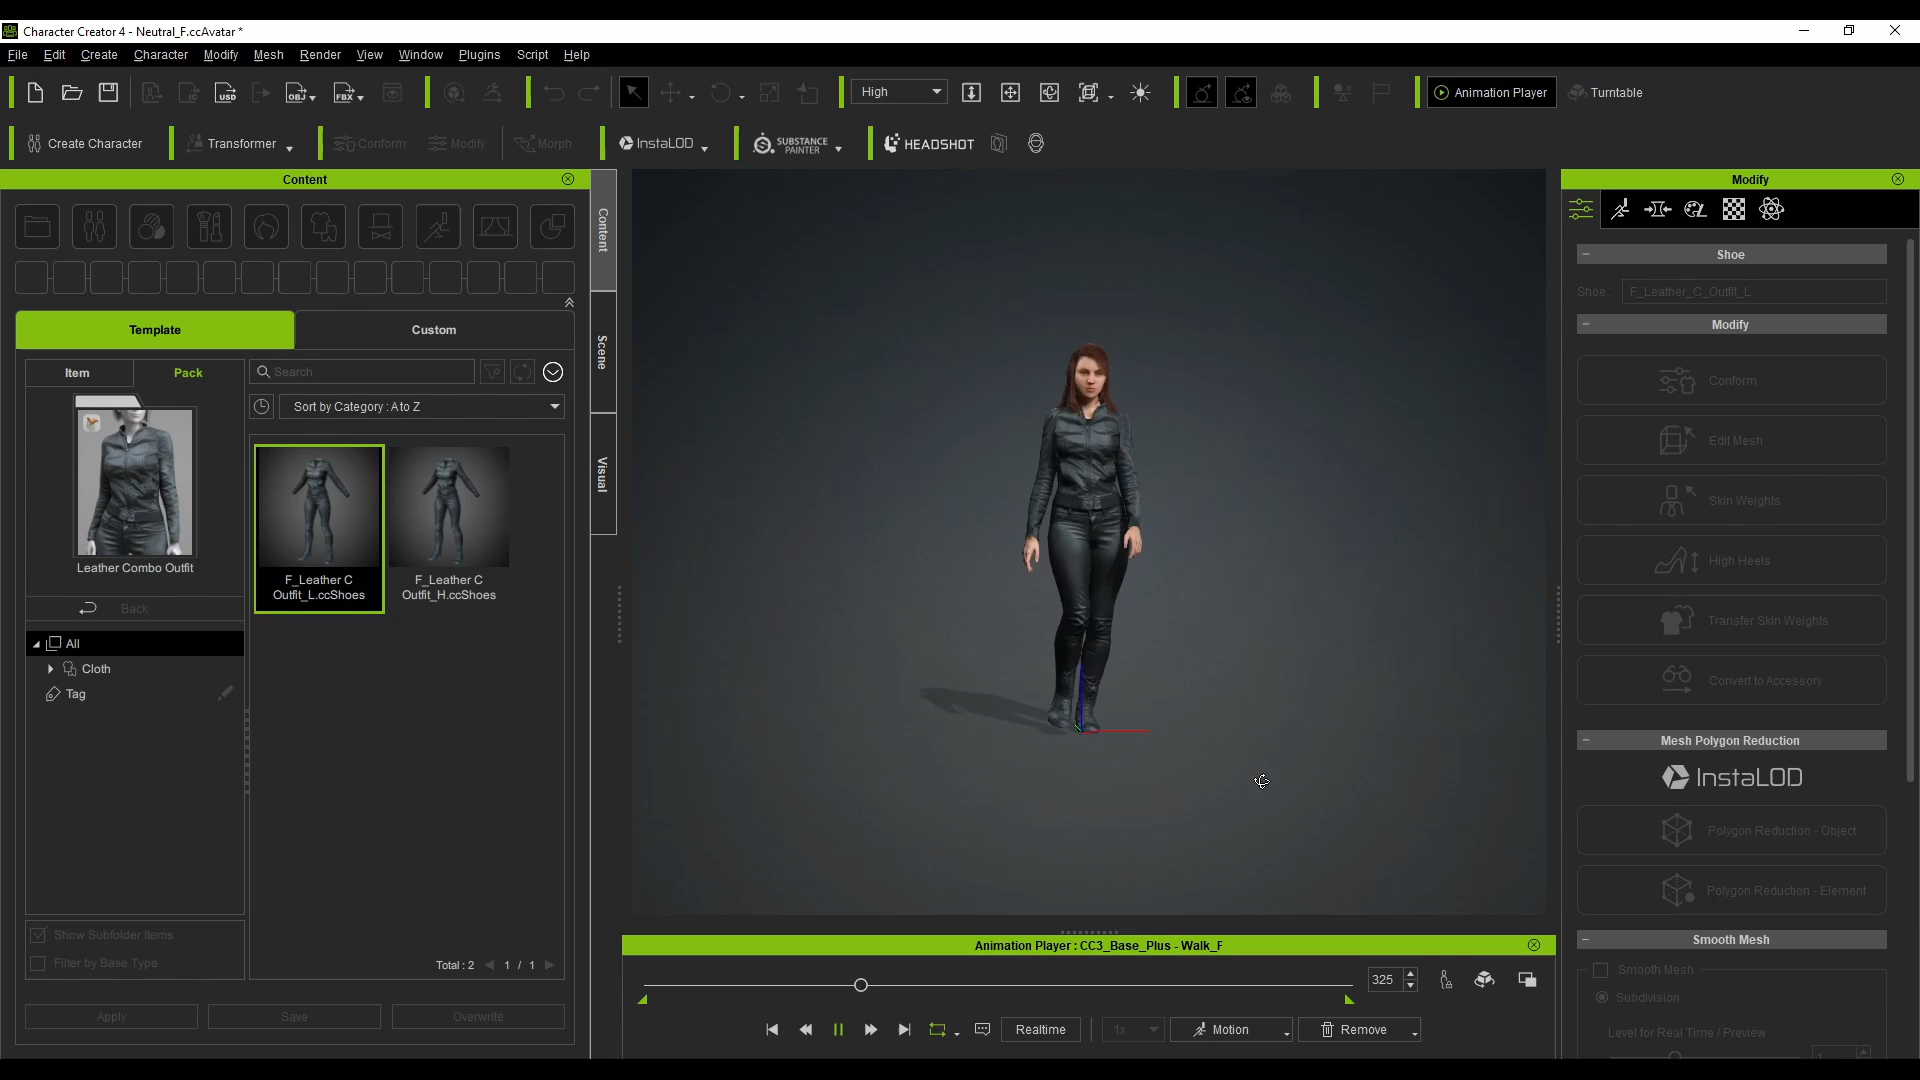 Character Creator 4 - Neutral_F.ccAvatar *
File Edit Create Character Modify Mesh Render View Window Plugins Script Help
USD OBJ FBX High Animation Player Turntable
Create Character Transformer Conform Modify Morph InstaLOD SUBSTANCE PAINTER HEADSHOT
Content
Content
Scene
Visual
Template Custom
Item Pack
Search
Sort by Category : A to Z
Leather Combo Outfit
Back
All
Cloth
Tag
F_Leather C
Outfit_L.ccShoes
F_Leather C
Outfit_H.ccShoes
Show Subfolder Items
Filter by Base Type
Total : 2 1 / 1
Apply Save Overwrite
Animation Player : CC3_Base_Plus - Walk_F
325
Realtime 1x Motion Remove
Modify
Shoe
Shoe : F_Leather_C_Outfit_L
Modify
Conform
Edit Mesh
Skin Weights
High Heels
Transfer Skin Weights
Convert to Accessory
Mesh Polygon Reduction
InstaLOD
Polygon Reduction - Object
Polygon Reduction - Element
Smooth Mesh
Smooth Mesh
Subdivision
Level for Real Time / Preview
1